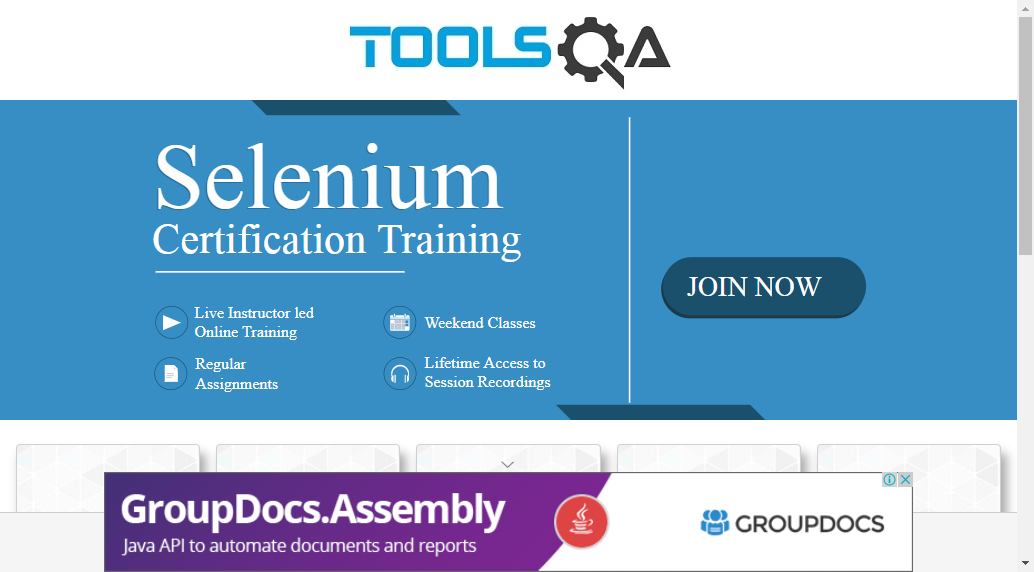 TOOLSQA
Selenium
Certification Training
JOIN NOW
Live Instructor led
Online Training
Weekend Classes
Regular
Assignments
Lifetime Access to
Session Recordings
GroupDocs.Assembly
Java API to automate documents and reports
GROUPDOCS